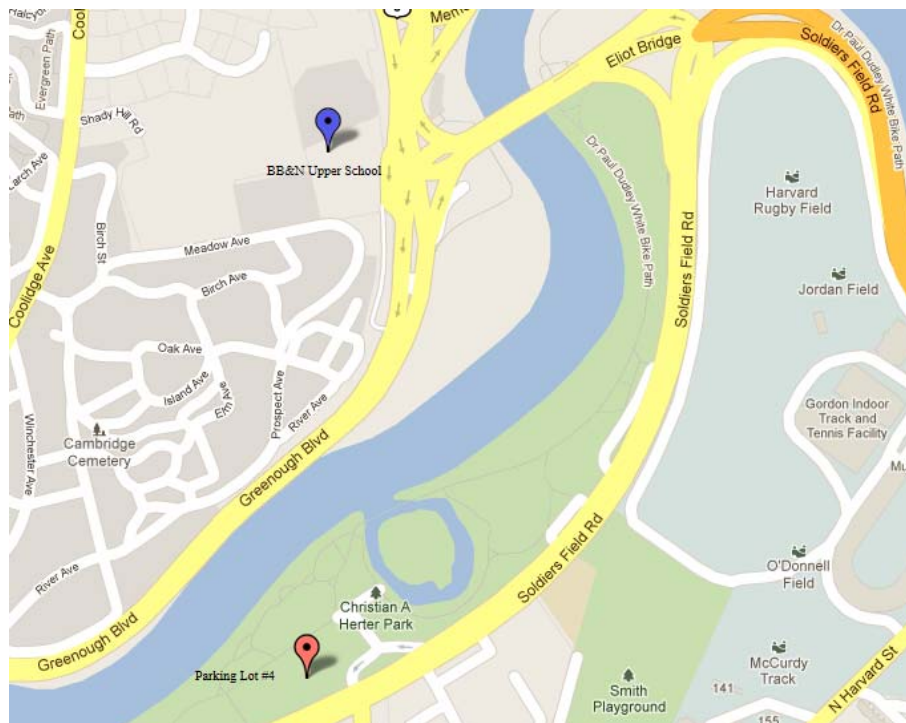 Halcyon
Evergreen Path
Path
Coolidge Ave
Shady Hill Rd
Birch St
BB&N Upper School
Meadow Ave
Birch Ave
Coolidge Ave
Oak Ave
Island Ave
Elm Ave
Prospect Ave
River Ave
Cambridge
Cemetery
Winchester Ave
River Ave
Greenough Blvd
Greenough Blvd
Eliot Bridge
Soldiers Field Rd
Dr Paul Dudley White Bike Path
Dr Paul Dudley White Bike Path
Soldiers Field Rd
Harvard
Rugby Field
Jordan Field
Gordon Indoor
Track and
Tennis Facility
Mu
O'Donnell
Field
Soldiers Field Rd
Christian A
Herter Park
Parking Lot #4
Smith
Playground
McCurdy
Track
141
155
N Harvard St